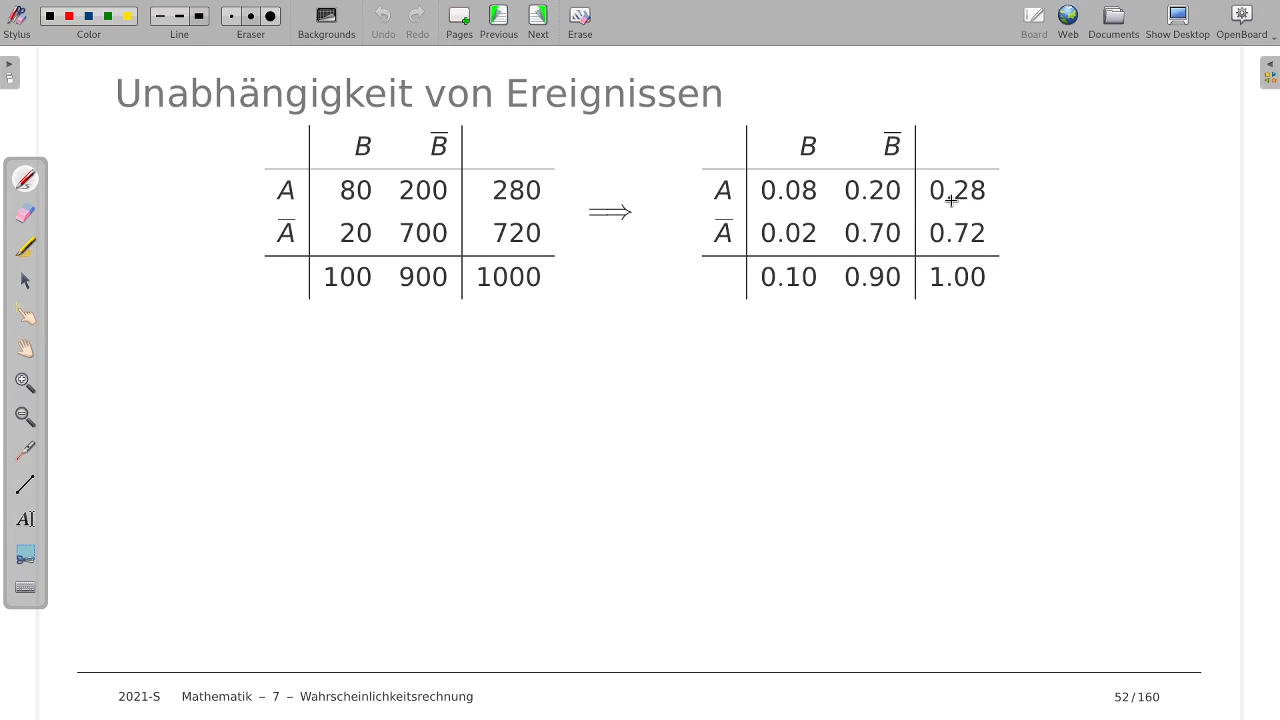 Stylus Color Line Eraser Backgrounds Undo Redo Pages Previous Next Erase Board Web Documents Show Desktop OpenBoard
Unabhängigkeit von Ereignissen
B B̅ B B̅
A 80 200 280 ⟹ A 0.08 0.20 0.28
A̅ 20 700 720 A̅ 0.02 0.70 0.72
100 900 1000 0.10 0.90 1.00
AI
2021-S Mathematik – 7 – Wahrscheinlichkeitsrechnung 52/160